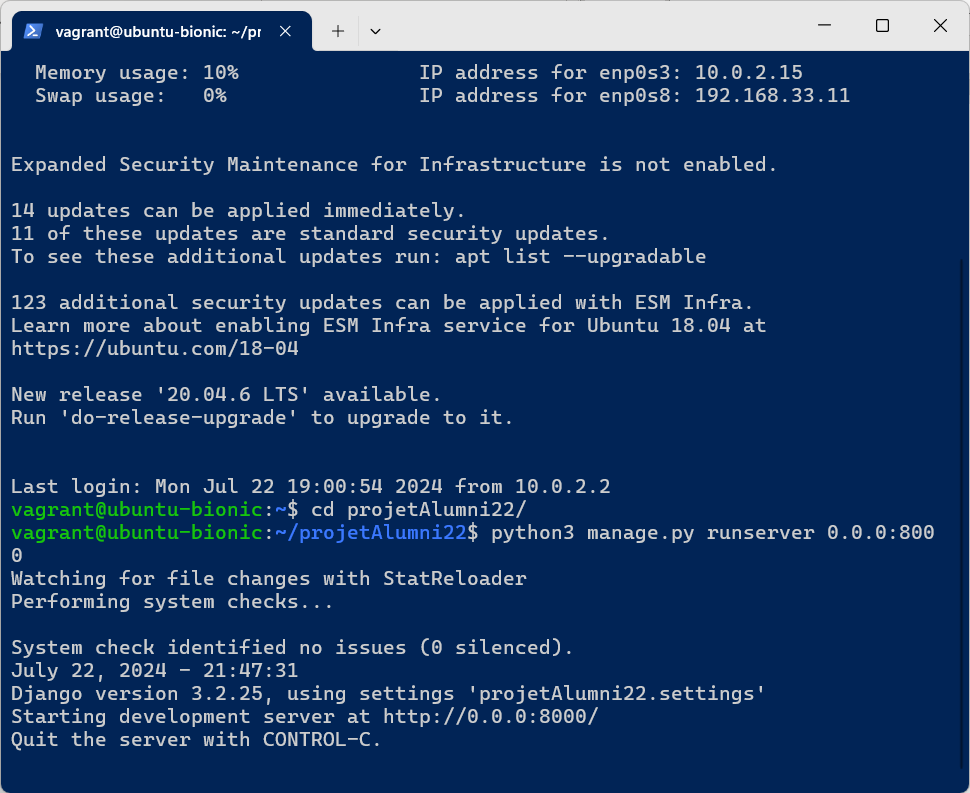 vagrant@ubuntu-bionic: ~/pr
Memory usage: 10% IP address for enp0s3: 10.0.2.15
Swap usage: 0% IP address for enp0s8: 192.168.33.11
Expanded Security Maintenance for Infrastructure is not enabled.
14 updates can be applied immediately.
11 of these updates are standard security updates.
To see these additional updates run: apt list --upgradable
123 additional security updates can be applied with ESM Infra.
Learn more about enabling ESM Infra service for Ubuntu 18.04 at
https://ubuntu.com/18-04
New release '20.04.6 LTS' available.
Run 'do-release-upgrade' to upgrade to it.
Last login: Mon Jul 22 19:00:54 2024 from 10.0.2.2
vagrant@ubuntu-bionic:~$ cd projetAlumni22/
vagrant@ubuntu-bionic:~/projetAlumni22$ python3 manage.py runserver 0.0.0:800
0
Watching for file changes with StatReloader
Performing system checks...
System check identified no issues (0 silenced).
July 22, 2024 - 21:47:31
Django version 3.2.25, using settings 'projetAlumni22.settings'
Starting development server at http://0.0.0:8000/
Quit the server with CONTROL-C.